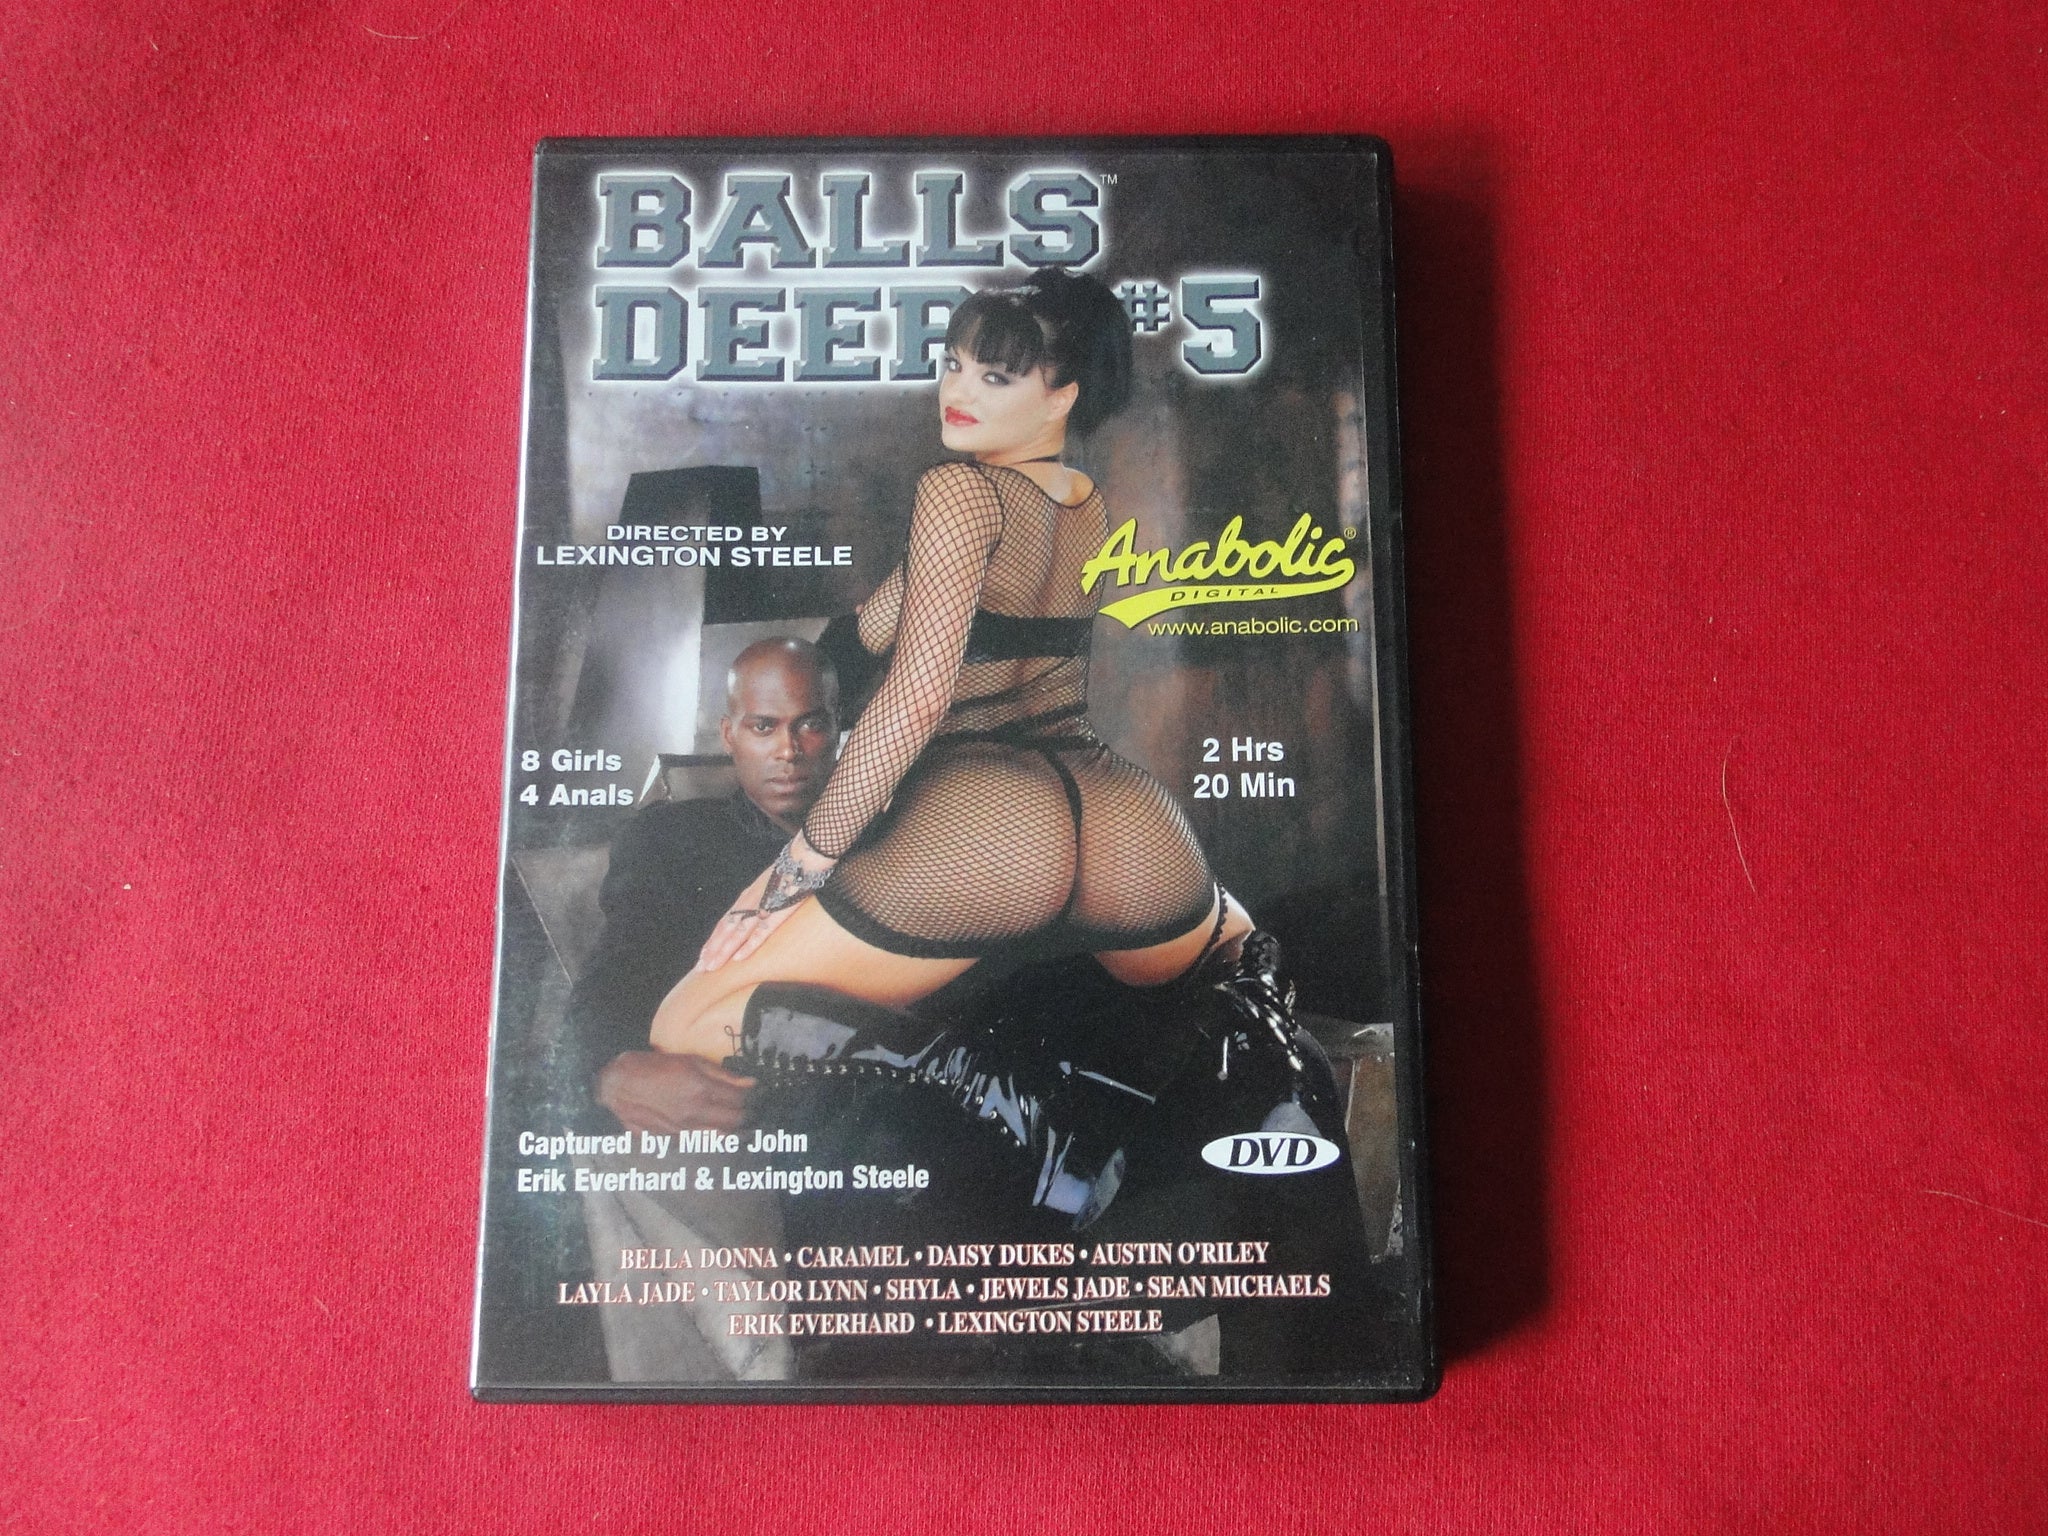 BALLS™
DEEP #5
DIRECTED BY
LEXINGTON STEELE
Anabolic®
DIGITAL
www.anabolic.com
8 Girls
4 Anals
2 Hrs
20 Min
Captured by Mike John
Erik Everhard & Lexington Steele
DVD
BELLA DONNA • CARAMEL • DAISY DUKES • AUSTIN O'RILEY
LAYLA JADE • TAYLOR LYNN • SHYLA • JEWELS JADE • SEAN MICHAELS
ERIK EVERHARD • LEXINGTON STEELE